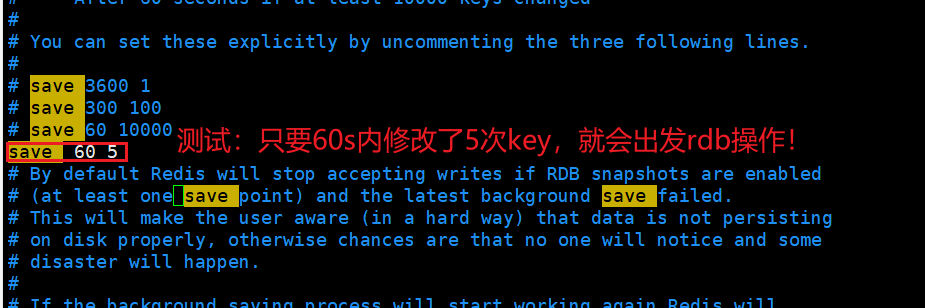 # After 60 seconds if at least 10000 keys changed
#
# You can set these explicitly by uncommenting the three following lines.
#
# save 3600 1
# save 300 100
# save 60 10000
save 60 5
测试：只要60s内修改了5次key，就会出发rdb操作！
# By default Redis will stop accepting writes if RDB snapshots are enabled
# (at least one save point) and the latest background save failed.
# This will make the user aware (in a hard way) that data is not persisting
# on disk properly, otherwise chances are that no one will notice and some
# disaster will happen.
#
# If the background saving process will start working again Redis will